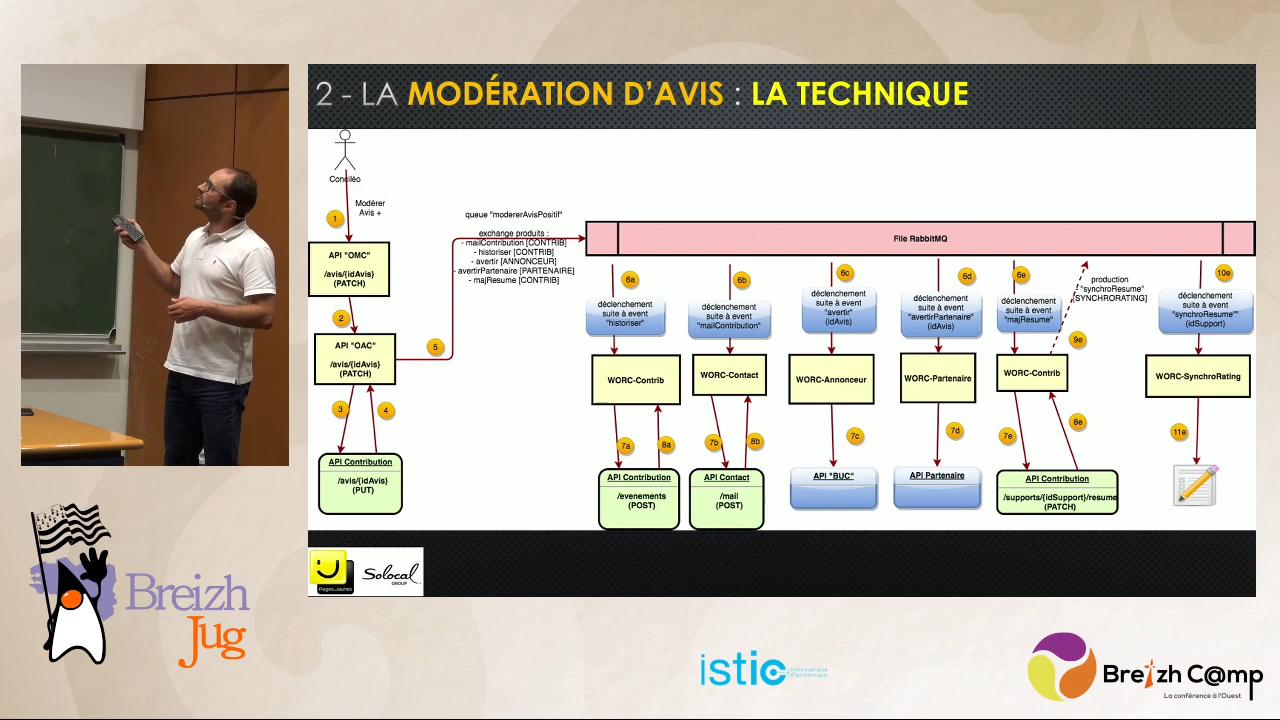 2 - LA MODÉRATION D'AVIS : LA TECHNIQUE
Conciléo
Modérer
Avis +
1
API "OMC"
/avis/{idAvis}
(PATCH)
2
API "OAC"
/avis/{idAvis}
(PATCH)
3
4
API Contribution
/avis/{idAvis}
(PUT)
5
queue "modererAvisPositif"
exchange produits :
- mailContribution [CONTRIB]
- historiser [CONTRIB]
- avertir [ANNONCEUR]
- avertirPartenaire [PARTENAIRE]
- majResume [CONTRIB]
File RabbitMQ
6a
déclenchement
suite à event
"historiser"
WORC-Contrib
7a
8a
API Contribution
/evenements
(POST)
6b
déclenchement
suite à event
"mailContribution"
WORC-Contact
7b
8b
API Contact
/mail
(POST)
6c
déclenchement
suite à event
"avertir"
(idAvis)
WORC-Annonceur
7c
API "BUC"
6d
déclenchement
suite à event
"avertirPartenaire"
(idAvis)
WORC-Partenaire
7d
API Partenaire
6e
déclenchement
suite à event
"majResume"
WORC-Contrib
7e
8e
API Contribution
/supports/{idSupport}/resume
(PATCH)
production
"synchroResume"
[SYNCHRORATING]
9e
10e
déclenchement
suite à event
"synchroResume""
(idSupport)
WORC-SynchroRating
11e
PagesJaunes
Solocal
GROUP
Breizh
Jug
istic
Informatique
Électronique
Breizh C@mp
La conférence à l'Ouest